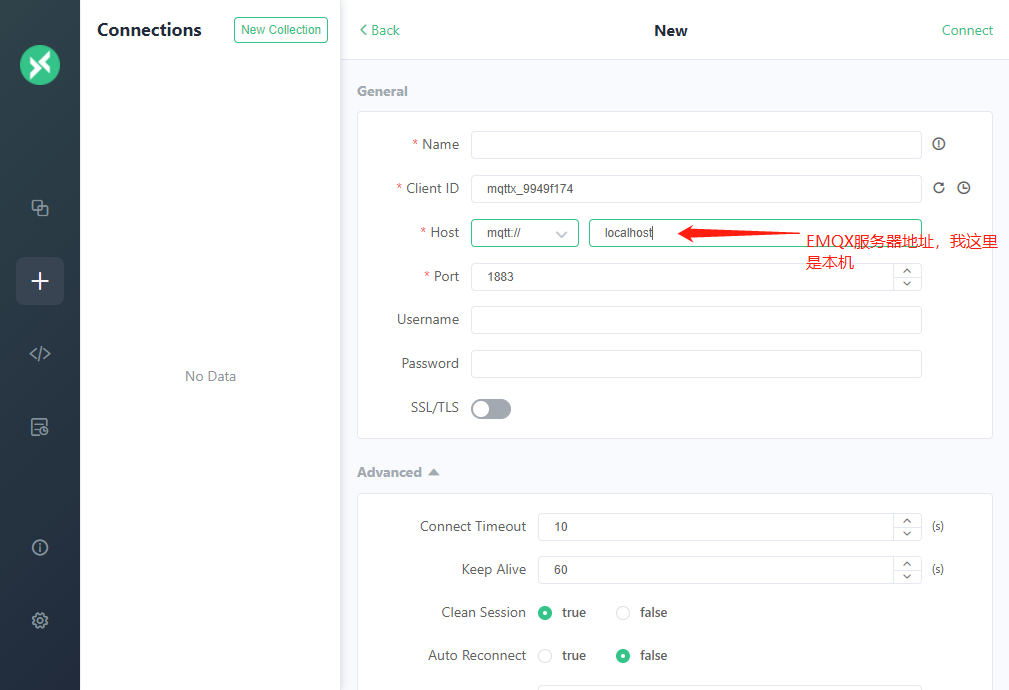 Connections
New Collection
No Data
Back
New
Connect
General
* Name
* Client ID
mqttx_9949f174
* Host
mqtt://
localhost
EMQX服务器地址，我这里
是本机
* Port
1883
Username
Password
SSL/TLS
Advanced
Connect Timeout
10
(s)
Keep Alive
60
(s)
Clean Session
true
false
Auto Reconnect
true
false